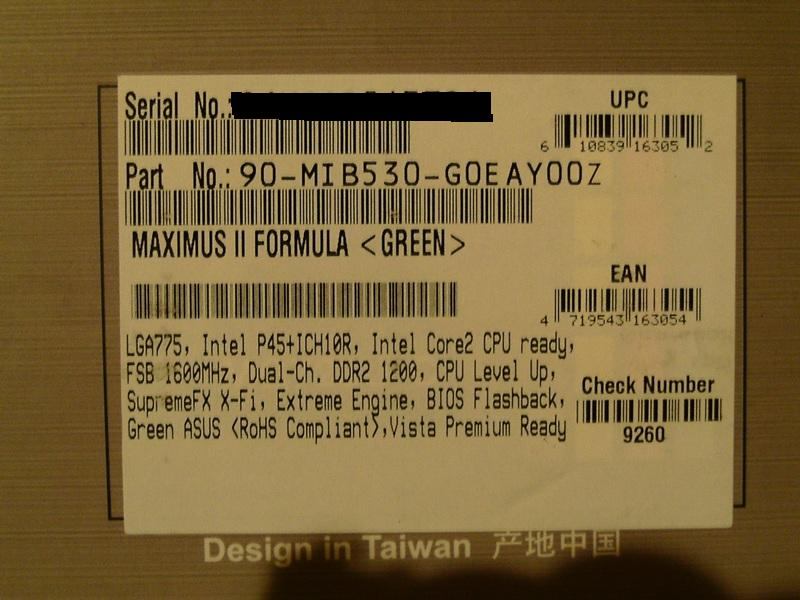 Serial No.:
UPC
6 10839 16305 2
Part No.: 90-MIB530-G0EAY00Z
MAXIMUS II FORMULA <GREEN>
EAN
4 719543 163054
LGA775, Intel P45+ICH10R, Intel Core2 CPU ready,
FSB 1600MHz, Dual-Ch. DDR2 1200, CPU Level Up,
SupremeFX X-Fi, Extreme Engine, BIOS Flashback,
Green ASUS <RoHS Compliant>,Vista Premium Ready
Check Number
9260
Design in Taiwan 产地中国